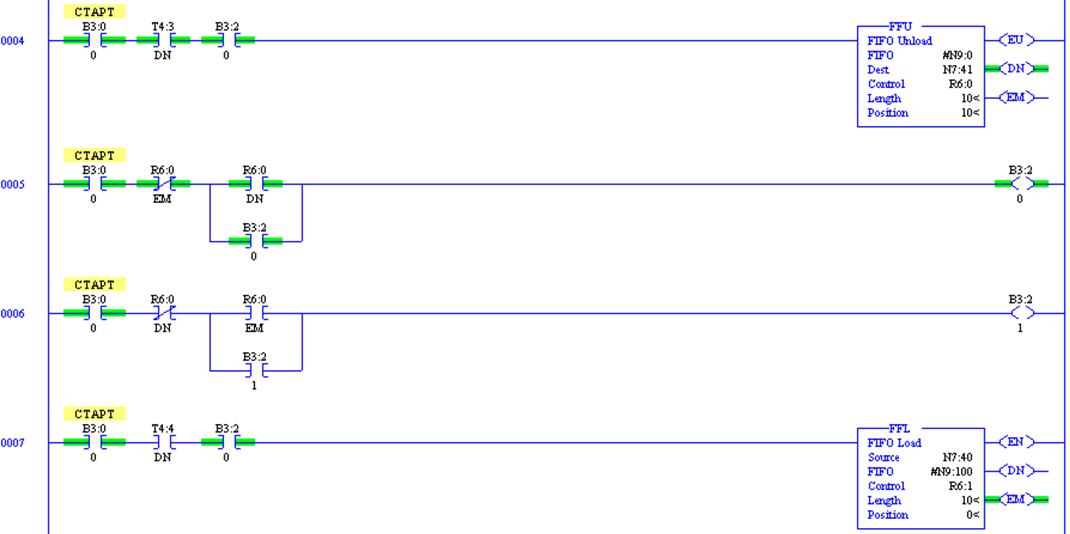 СТАРТ
B3:0 T4:3 B3:2
0004
0 DN 0
FFU
FIFO Unload
FIFO #N9:0
Dest N7:41
Control R6:0
Length 10<
Position 10<
EU
DN
EM
СТАРТ
B3:0 R6:0 R6:0 B3:2
0005
0 EM DN 0
B3:2
0
СТАРТ
B3:0 R6:0 R6:0 B3:2
0006
0 DN EM 1
B3:2
1
СТАРТ
B3:0 T4:4 B3:2
0007
0 DN 0
FFL
FIFO Load
Source N7:40
FIFO #N9:100
Control R6:1
Length 10<
Position 0<
EN
DN
EM